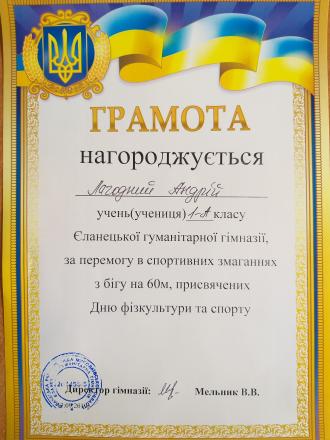 ГРАМОТА
нагороджується
Логодний Андрій
учень(учениця) 1-А класу
Єланецької гуманітарної гімназії,
за перемогу в спортивних змаганнях
з бігу на 60м, присвячених
Дню фізкультури та спорту
Директор гімназії: Мельник В.В.